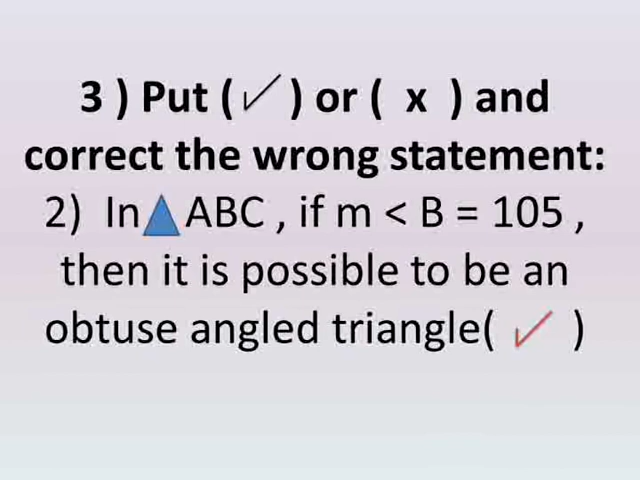 3 ) Put ( ✓ ) or ( x ) and
correct the wrong statement:
2) In ABC , if m < B = 105 ,
then it is possible to be an
obtuse angled triangle( ✓ )